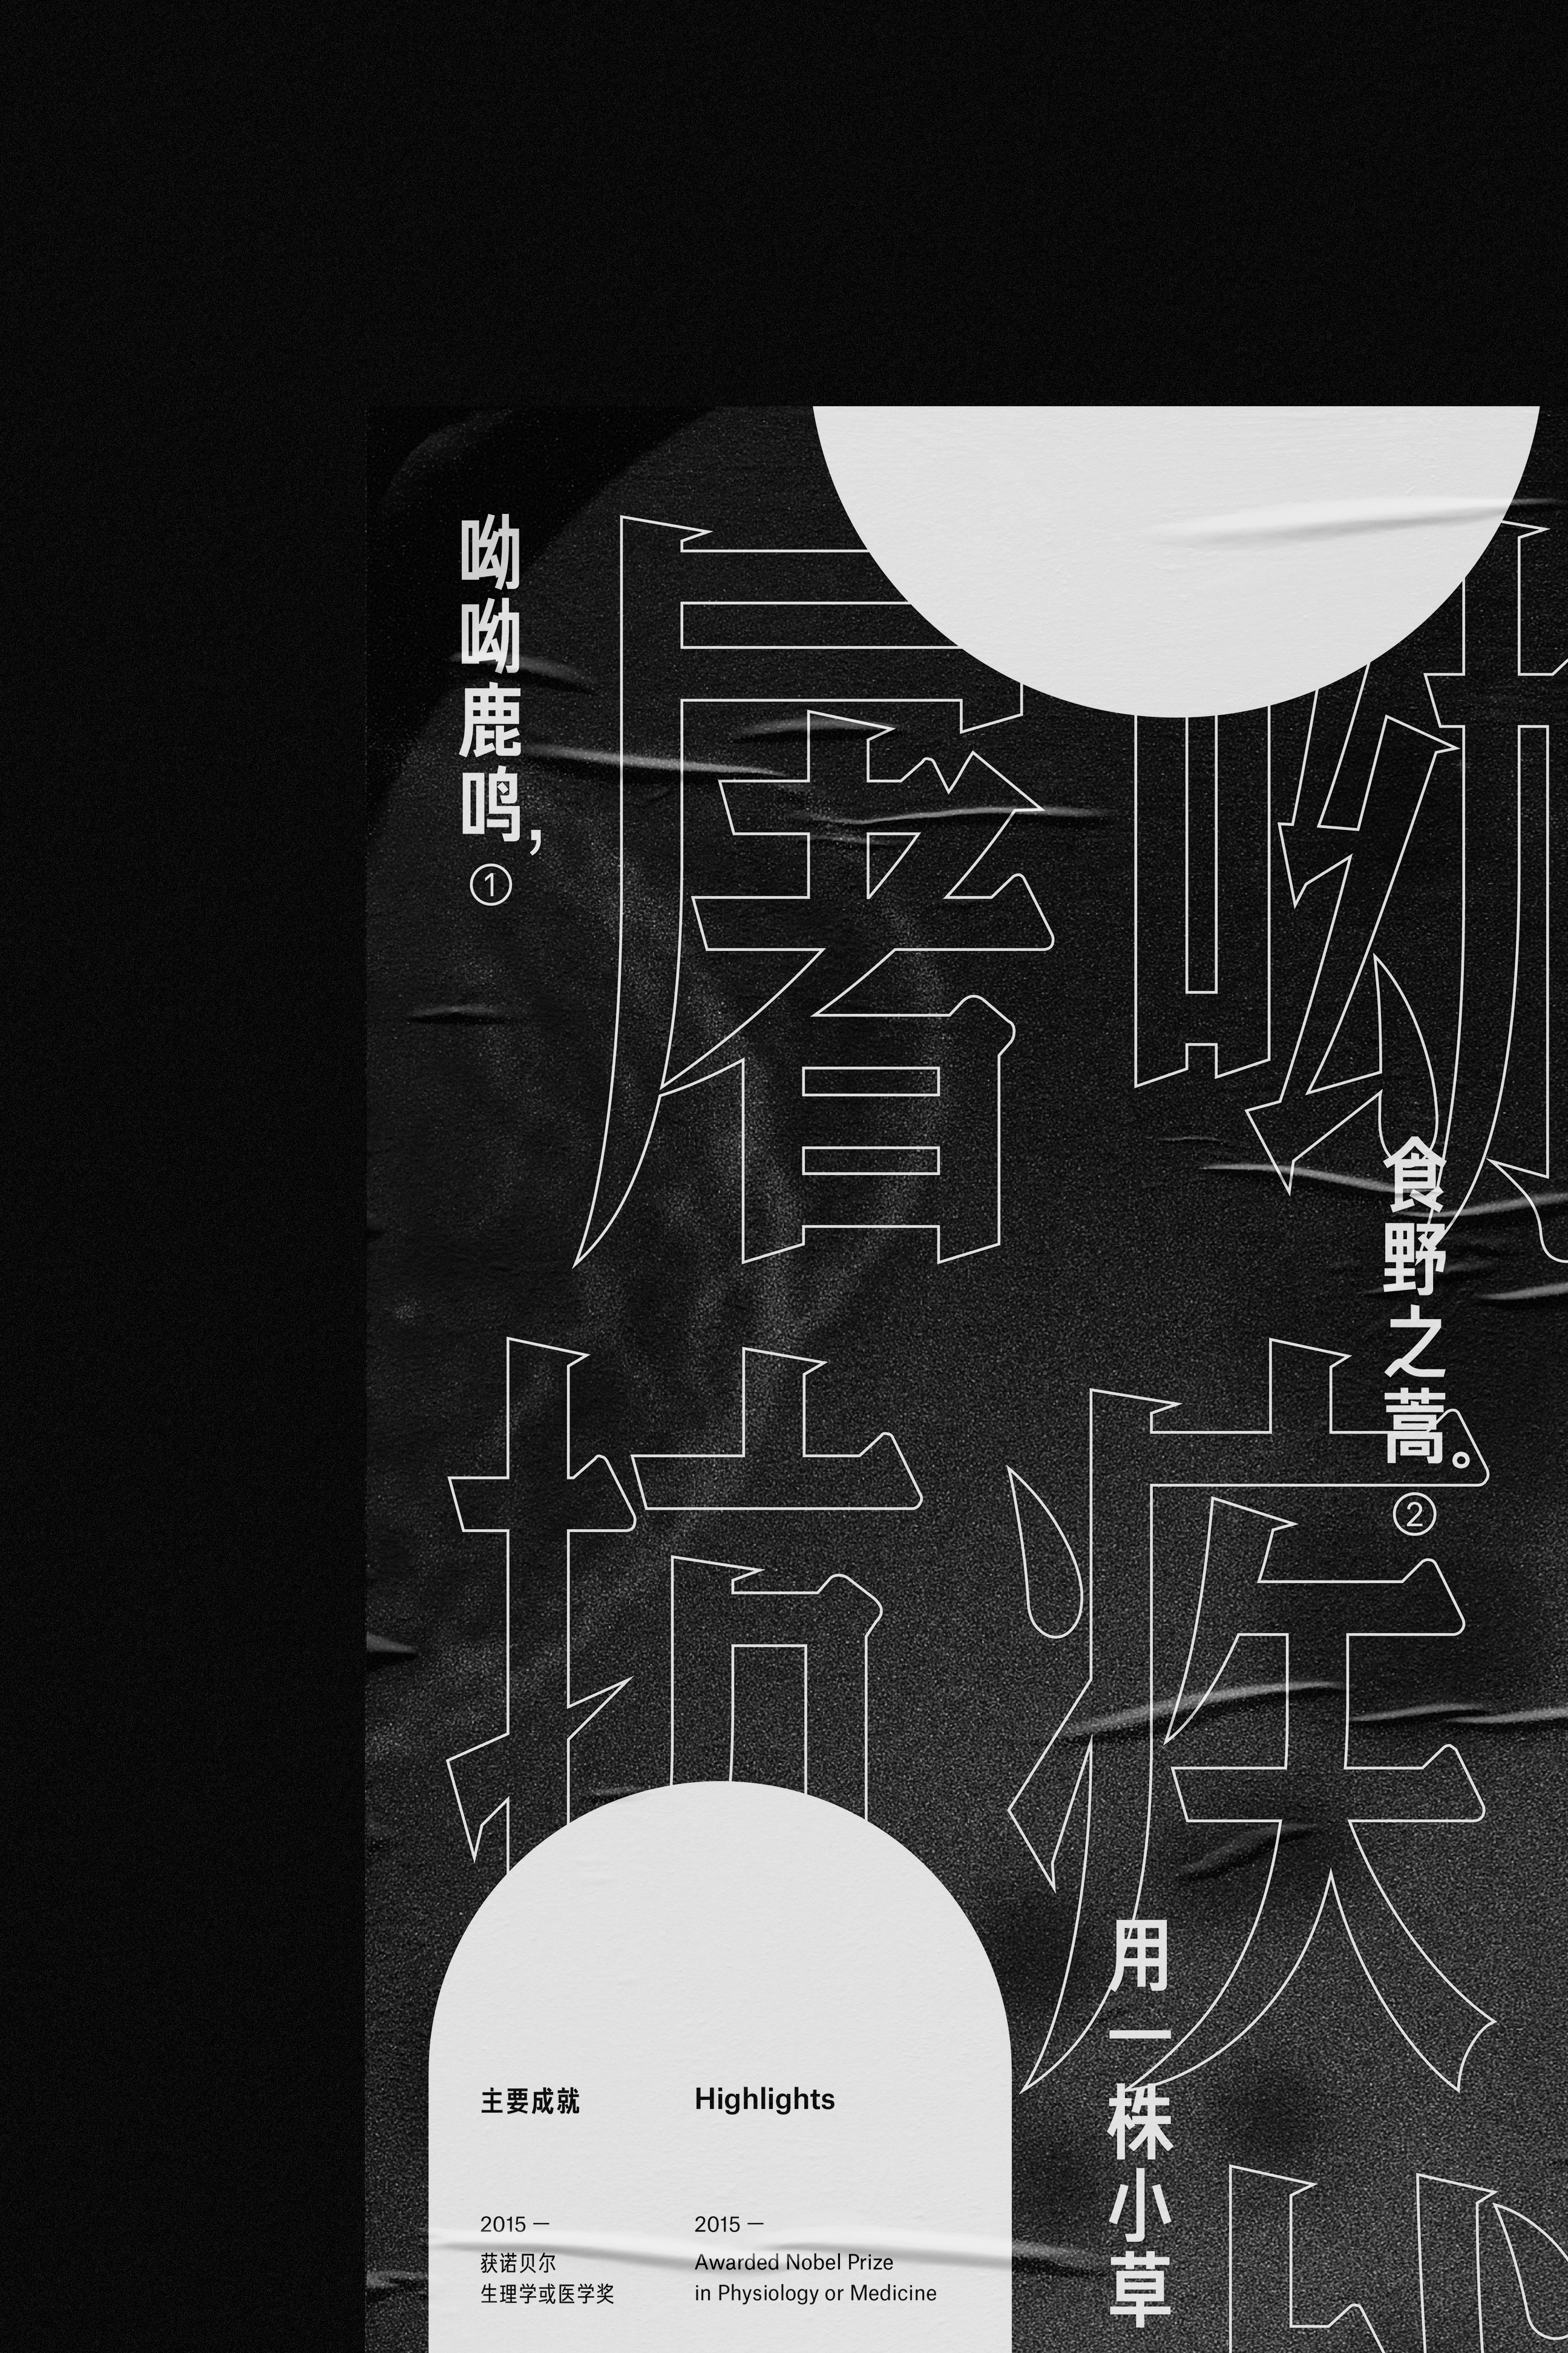 呦呦鹿鸣，
①
屠呦
食野之蒿。
②
抗疾
用一株小草
主要成就
Highlights
2015 —
获诺贝尔
生理学或医学奖
2015 —
Awarded Nobel Prize
in Physiology or Medicine